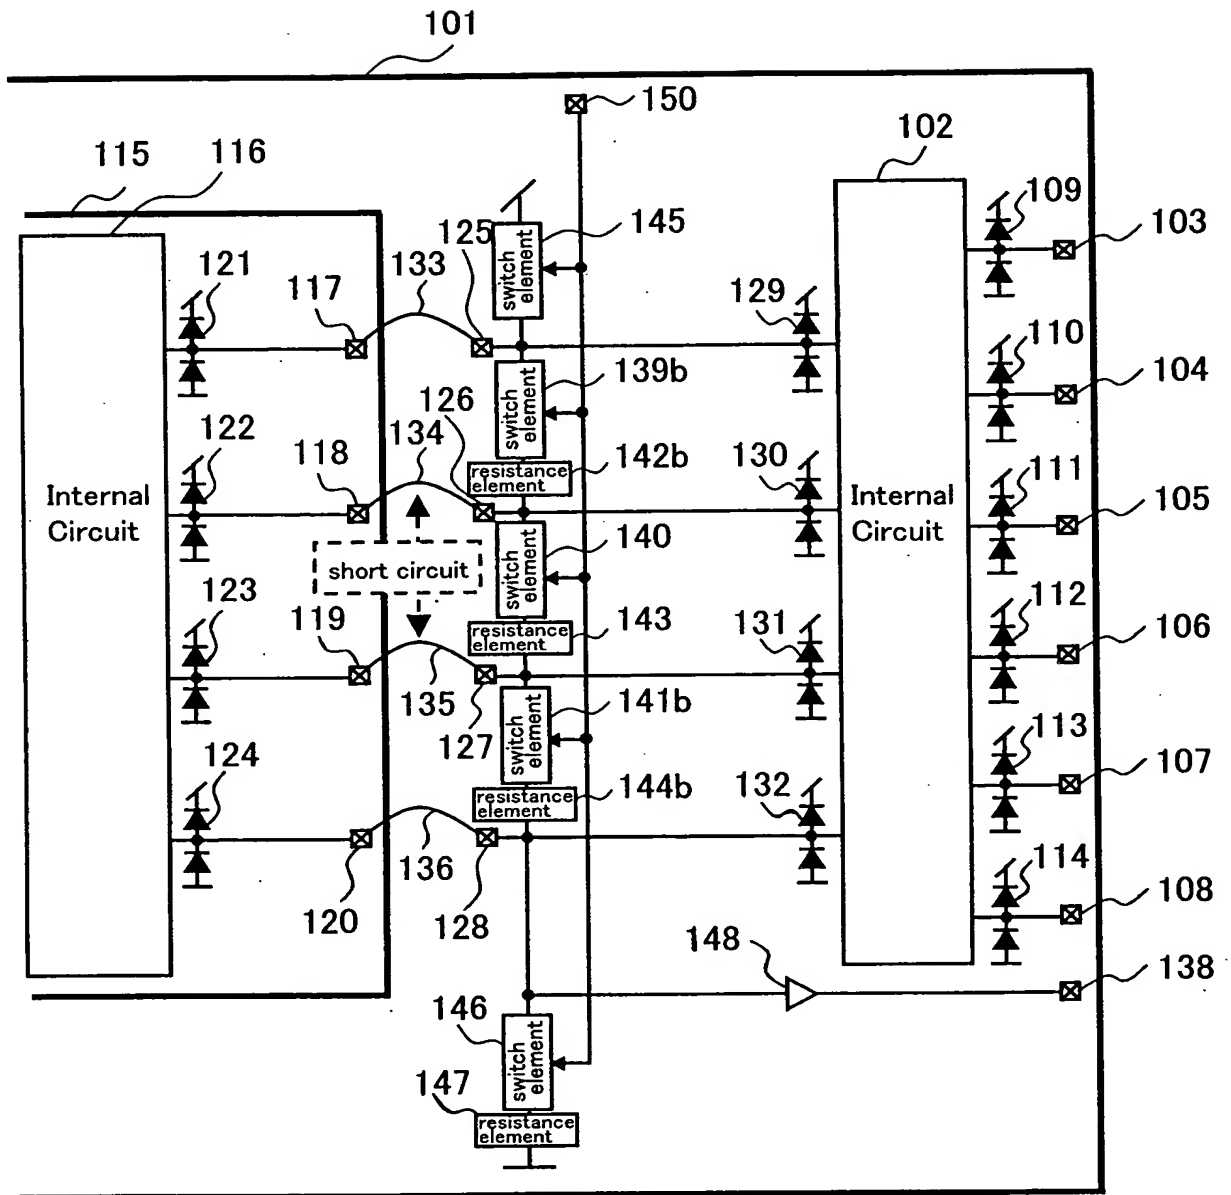 101
150
115
116
102
109
103
145
125
133
121
117
129
switch element
139b
110
104
126
134
122
118
switch element
142b
130
resistance
element
111
105
Internal
Circuit
Internal
Circuit
140
switch element
short circuit
123
119
112
106
143
131
resistance
element
135
127
141b
switch element
113
107
124
144b
132
resistance
element
136
120
128
114
108
148
138
146
switch element
147
resistance
element